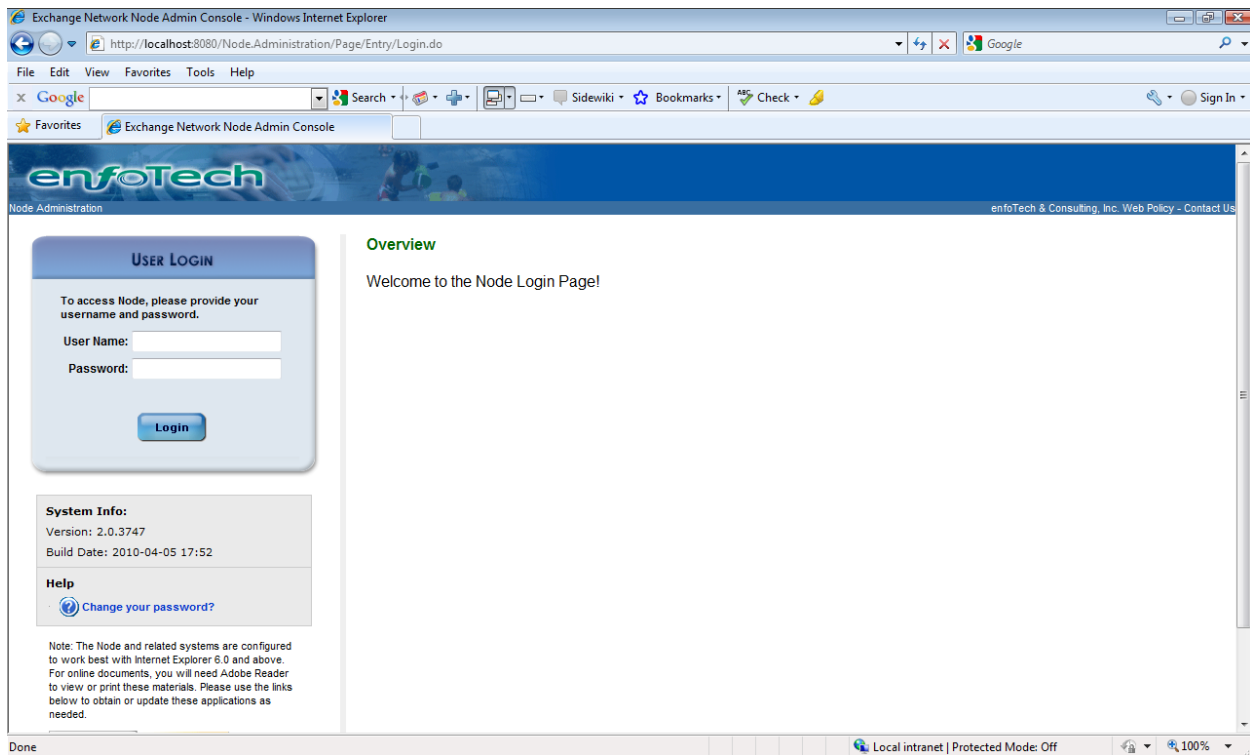 Exchange Network Node Admin Console - Windows Internet Explorer
http://localhost:8080/Node.Administration/Page/Entry/Login.do
Google
File Edit View Favorites Tools Help
x Google Search Sidewiki Bookmarks ABC Check Sign In
Favorites Exchange Network Node Admin Console
enfoTech
Node Administration enfoTech & Consulting, Inc. Web Policy - Contact Us
USER LOGIN
To access Node, please provide your
username and password.
User Name:
Password:
Login
System Info:
Version: 2.0.3747
Build Date: 2010-04-05 17:52
Help
Change your password?
Note: The Node and related systems are configured
to work best with Internet Explorer 6.0 and above.
For online documents, you will need Adobe Reader
to view or print these materials. Please use the links
below to obtain or update these applications as
needed.
Overview
Welcome to the Node Login Page!
Done Local intranet | Protected Mode: Off 100%